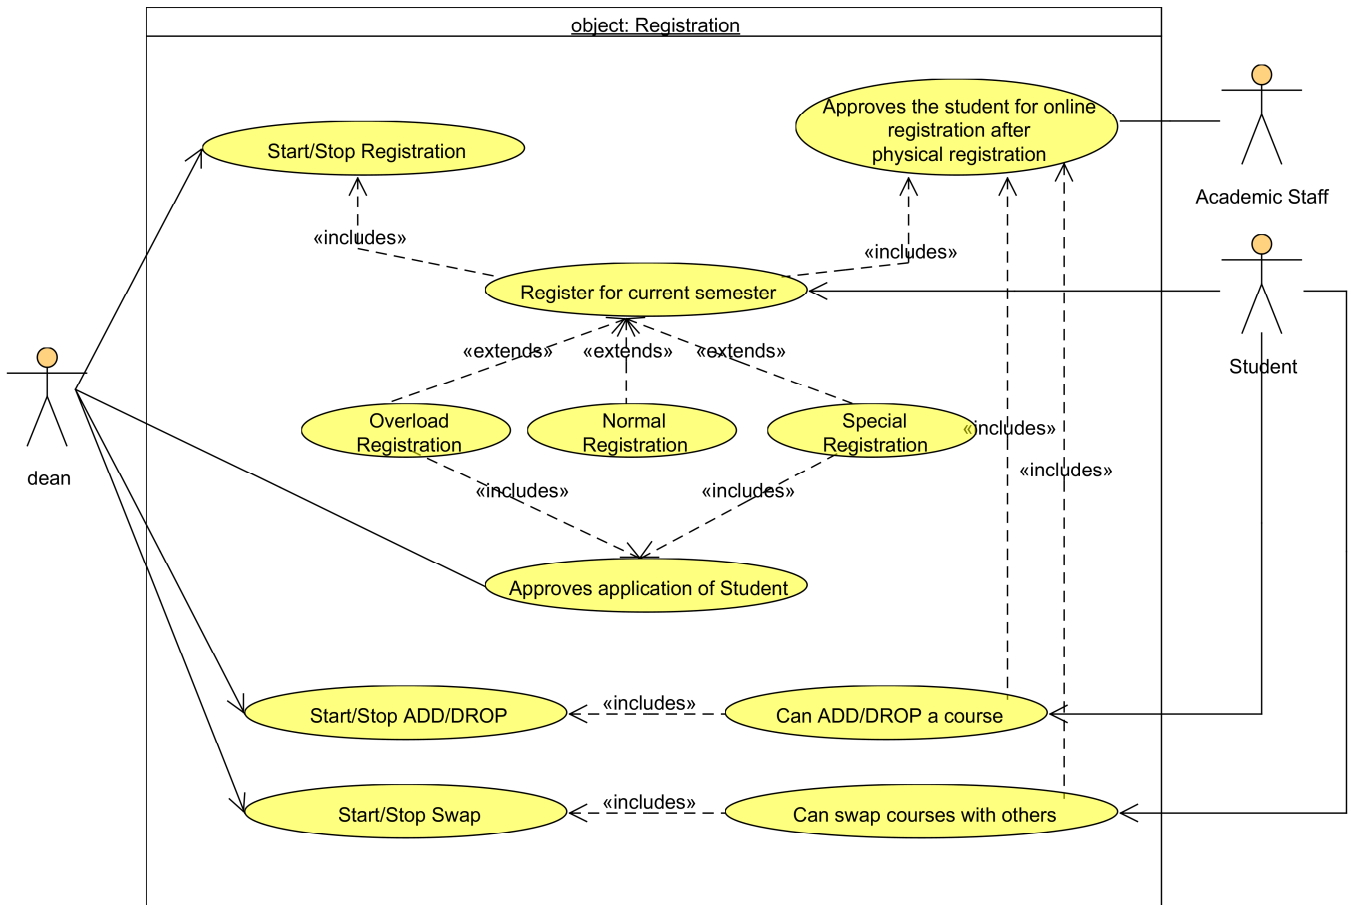 object: Registration
Approves the student for online
registration after
physical registration
Start/Stop Registration
Academic Staff
«includes»
«includes»
Register for current semester
«extends»
«extends»
«extends»
Student
dean
Overload
Registration
Normal
Registration
Special
Registration
«includes»
«includes»
«includes»
«includes»
Approves application of Student
Start/Stop ADD/DROP
«includes»
Can ADD/DROP a course
Start/Stop Swap
«includes»
Can swap courses with others